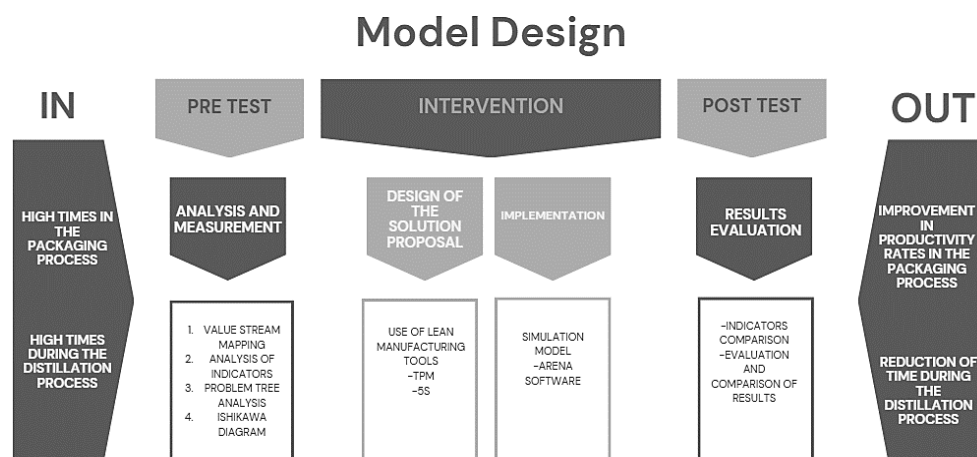 Model Design
IN
PRE TEST
INTERVENTION
POST TEST
OUT
HIGH TIMES IN
THE
PACKAGING
PROCESS
HIGH TIMES
DURING THE
DISTILLATION
PROCESS
ANALYSIS AND
MEASUREMENT
1. VALUE STREAM
MAPPING
2. ANALYSIS OF
INDICATORS
3. PROBLEM TREE
ANALYSIS
4. ISHIKAWA
DIAGRAM
DESIGN OF
THE
SOLUTION
PROPOSAL
USE OF LEAN
MANUFACTURING
TOOLS
-TPM
-5S
IMPLEMENTATION
SIMULATION
MODEL
-ARENA
SOFTWARE
RESULTS
EVALUATION
-INDICATORS
COMPARISON
-EVALUATION
AND
COMPARISON OF
RESULTS
IMPROVEMENT
IN
PRODUCTIVITY
RATES IN THE
PACKAGING
PROCESS
REDUCTION OF
TIME DURING
THE
DISTILLATION
PROCESS